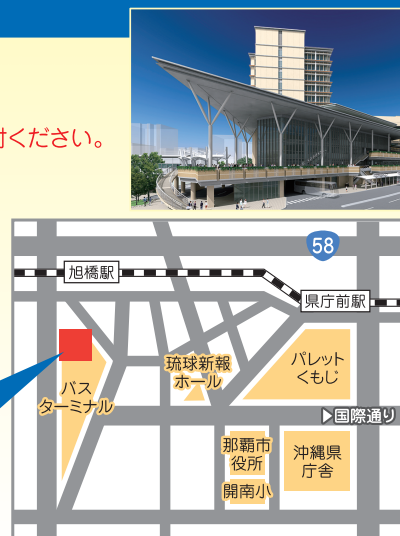 ください。
58
旭橋駅
県庁前駅
琉球新報
ホール
パレット
くもじ
バス
ターミナル
▶国際通り
那覇市
役所
沖縄県
庁舎
開南小